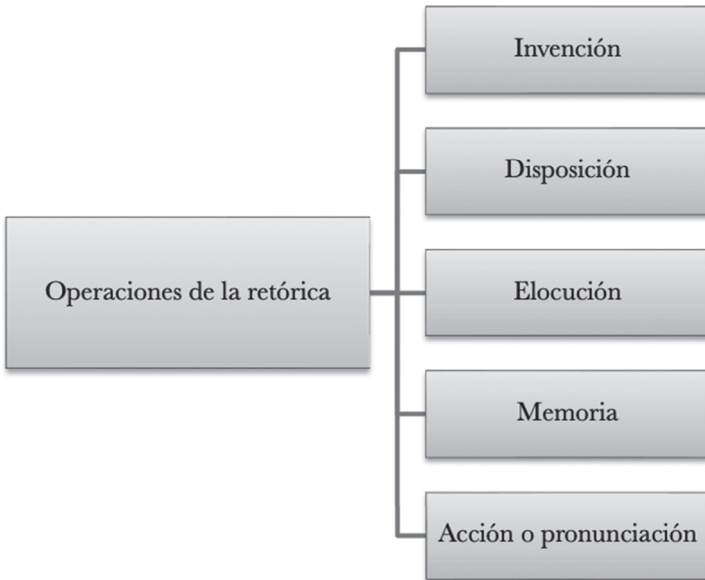 Invención
Disposición
Operaciones de la retórica
Elocución
Memoria
Acción o pronunciación